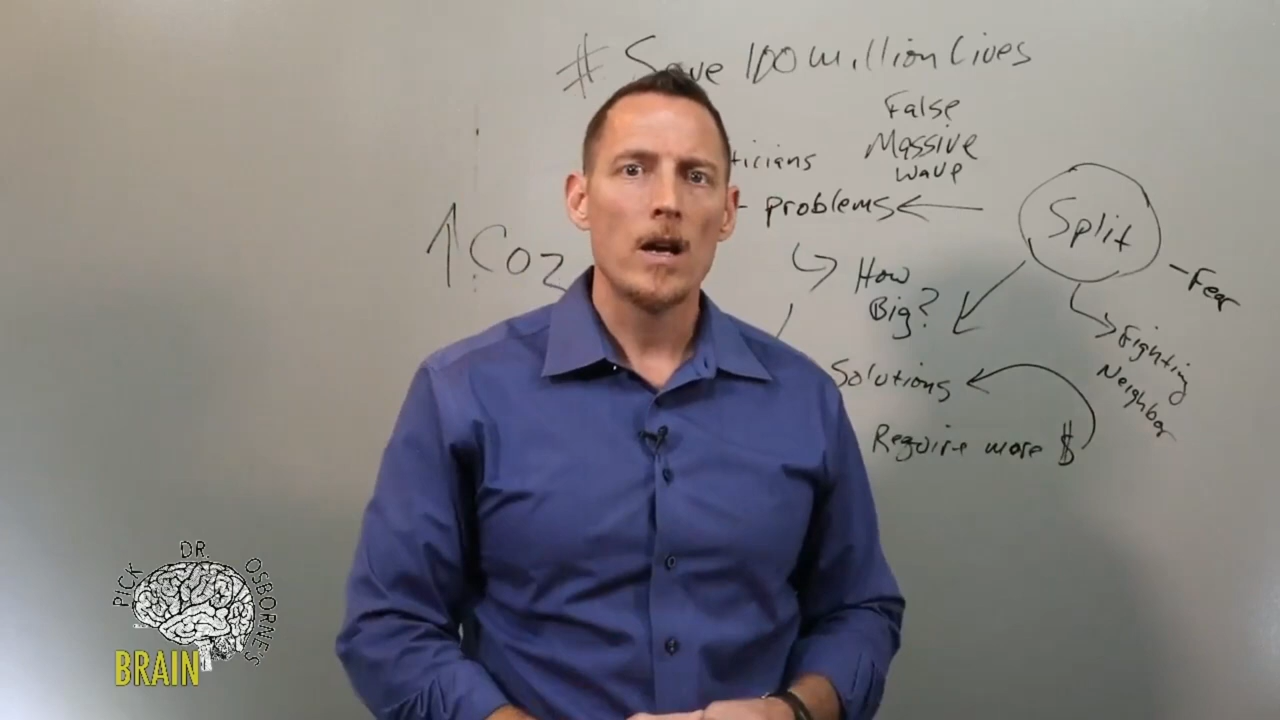 # Save 100 million Lives
False
Massive
wave
ticians
- problems
Split
↑ CO2
How
Big?
- Fear
Fighting
Neighbor
Solutions
Require more $
PICK DR. OSBORNE'S
BRAIN